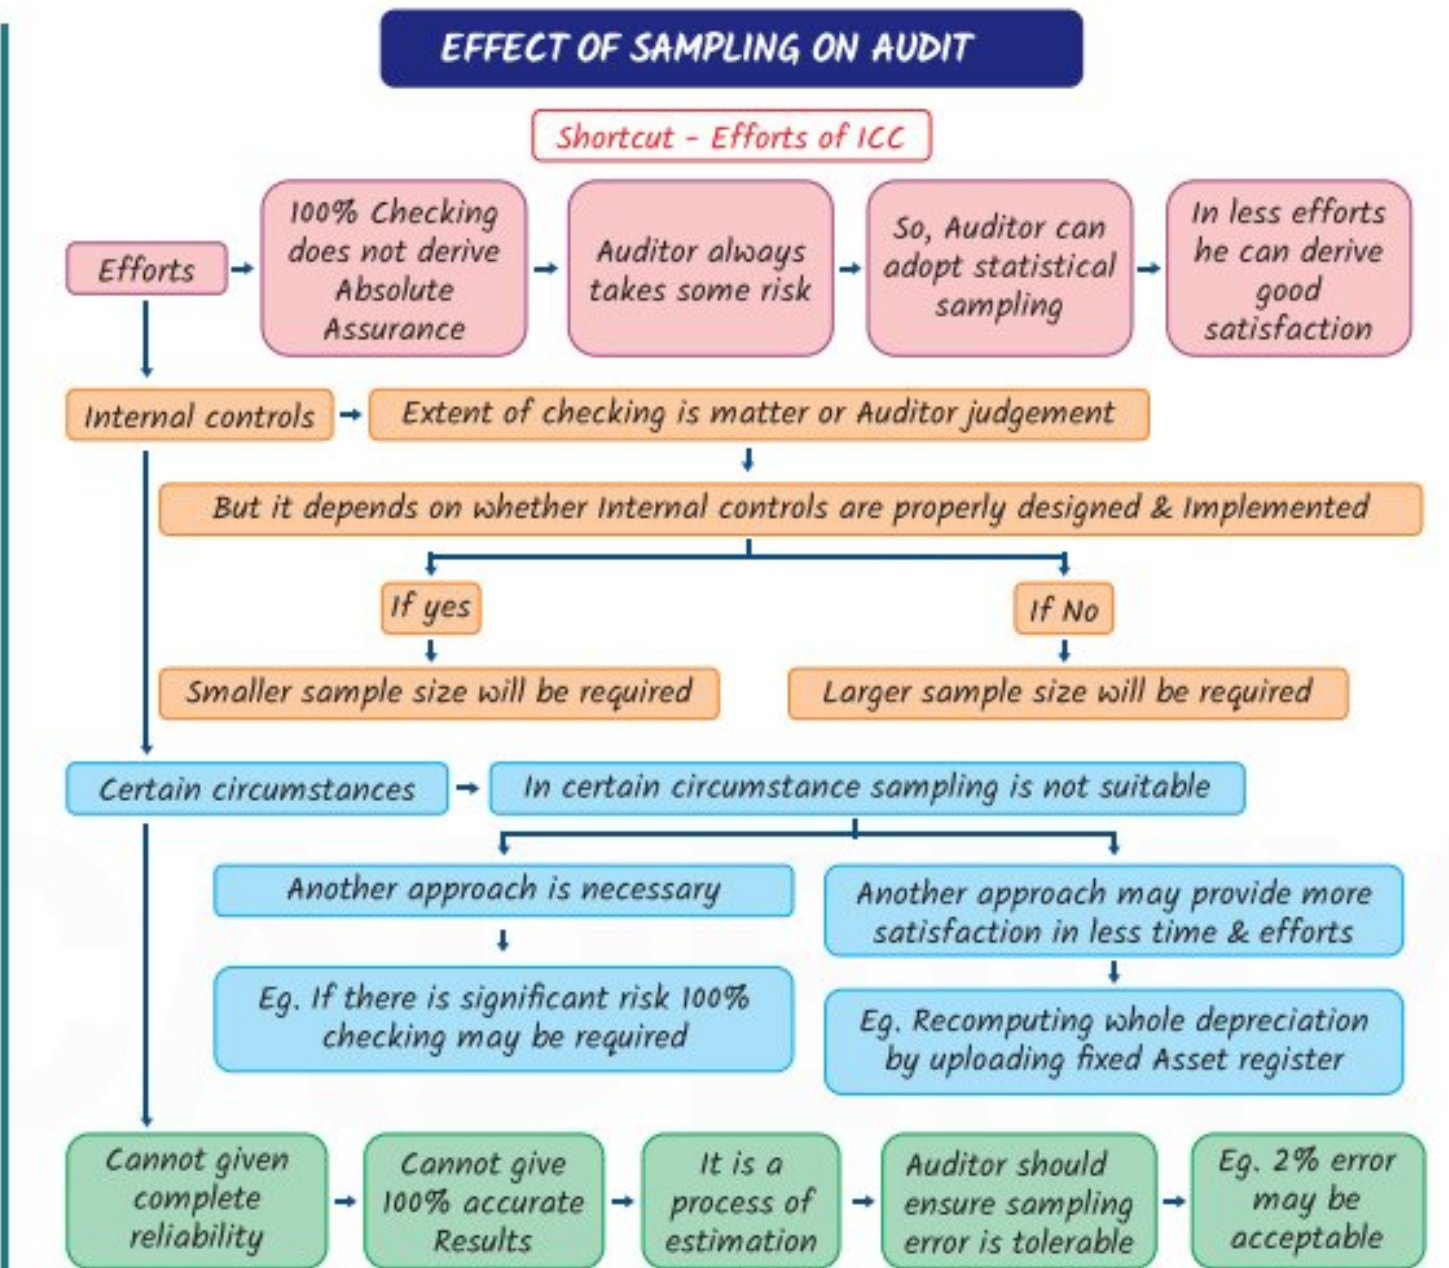 EFFECT OF SAMPLING ON AUDIT
Shortcut - Efforts of ICC
Efforts
100% Checking
does not derive
Absolute
Assurance
Auditor always
takes some risk
So, Auditor can
adopt statistical
sampling
In less efforts
he can derive
good
satisfaction
Internal controls
Extent of checking is matter or Auditor judgement
But it depends on whether Internal controls are properly designed & Implemented
If yes
If No
Smaller sample size will be required
Larger sample size will be required
Certain circumstances
In certain circumstance sampling is not suitable
Another approach is necessary
Another approach may provide more
satisfaction in less time & efforts
Eg. If there is significant risk 100%
checking may be required
Eg. Recomputing whole depreciation
by uploading fixed Asset register
Cannot given
complete
reliability
Cannot give
100% accurate
Results
It is a
process of
estimation
Auditor should
ensure sampling
error is tolerable
Eg. 2% error
may be
acceptable